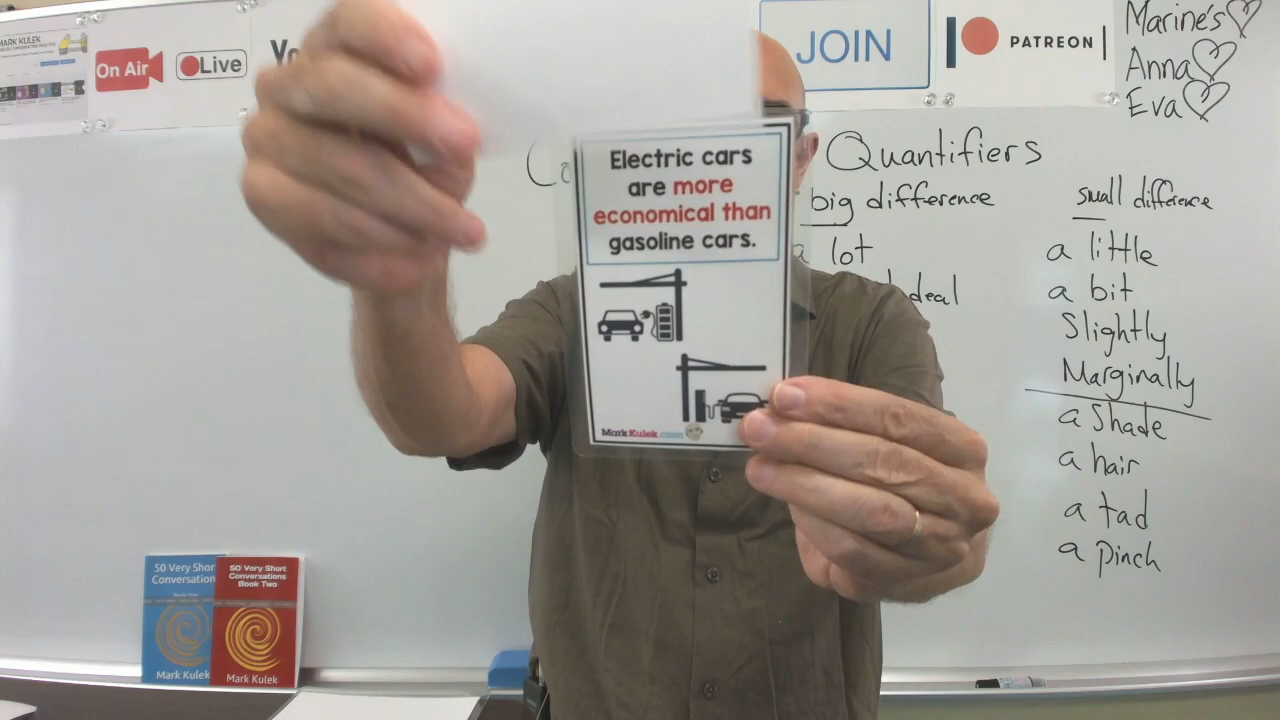 MARK KULEK
On Air
Live
JOIN
PATREON
Marine's
Anna
Eva
Quantifiers
big difference
a lot
deal
small difference
a little
a bit
Slightly
Marginally
a shade
a hair
a tad
a pinch
Electric cars
are more
economical than
gasoline cars.
MarkKulek.com
50 Very Short
Conversations
Mark Kulek
50 Very Short
Conversations
Book Two
Mark Kulek